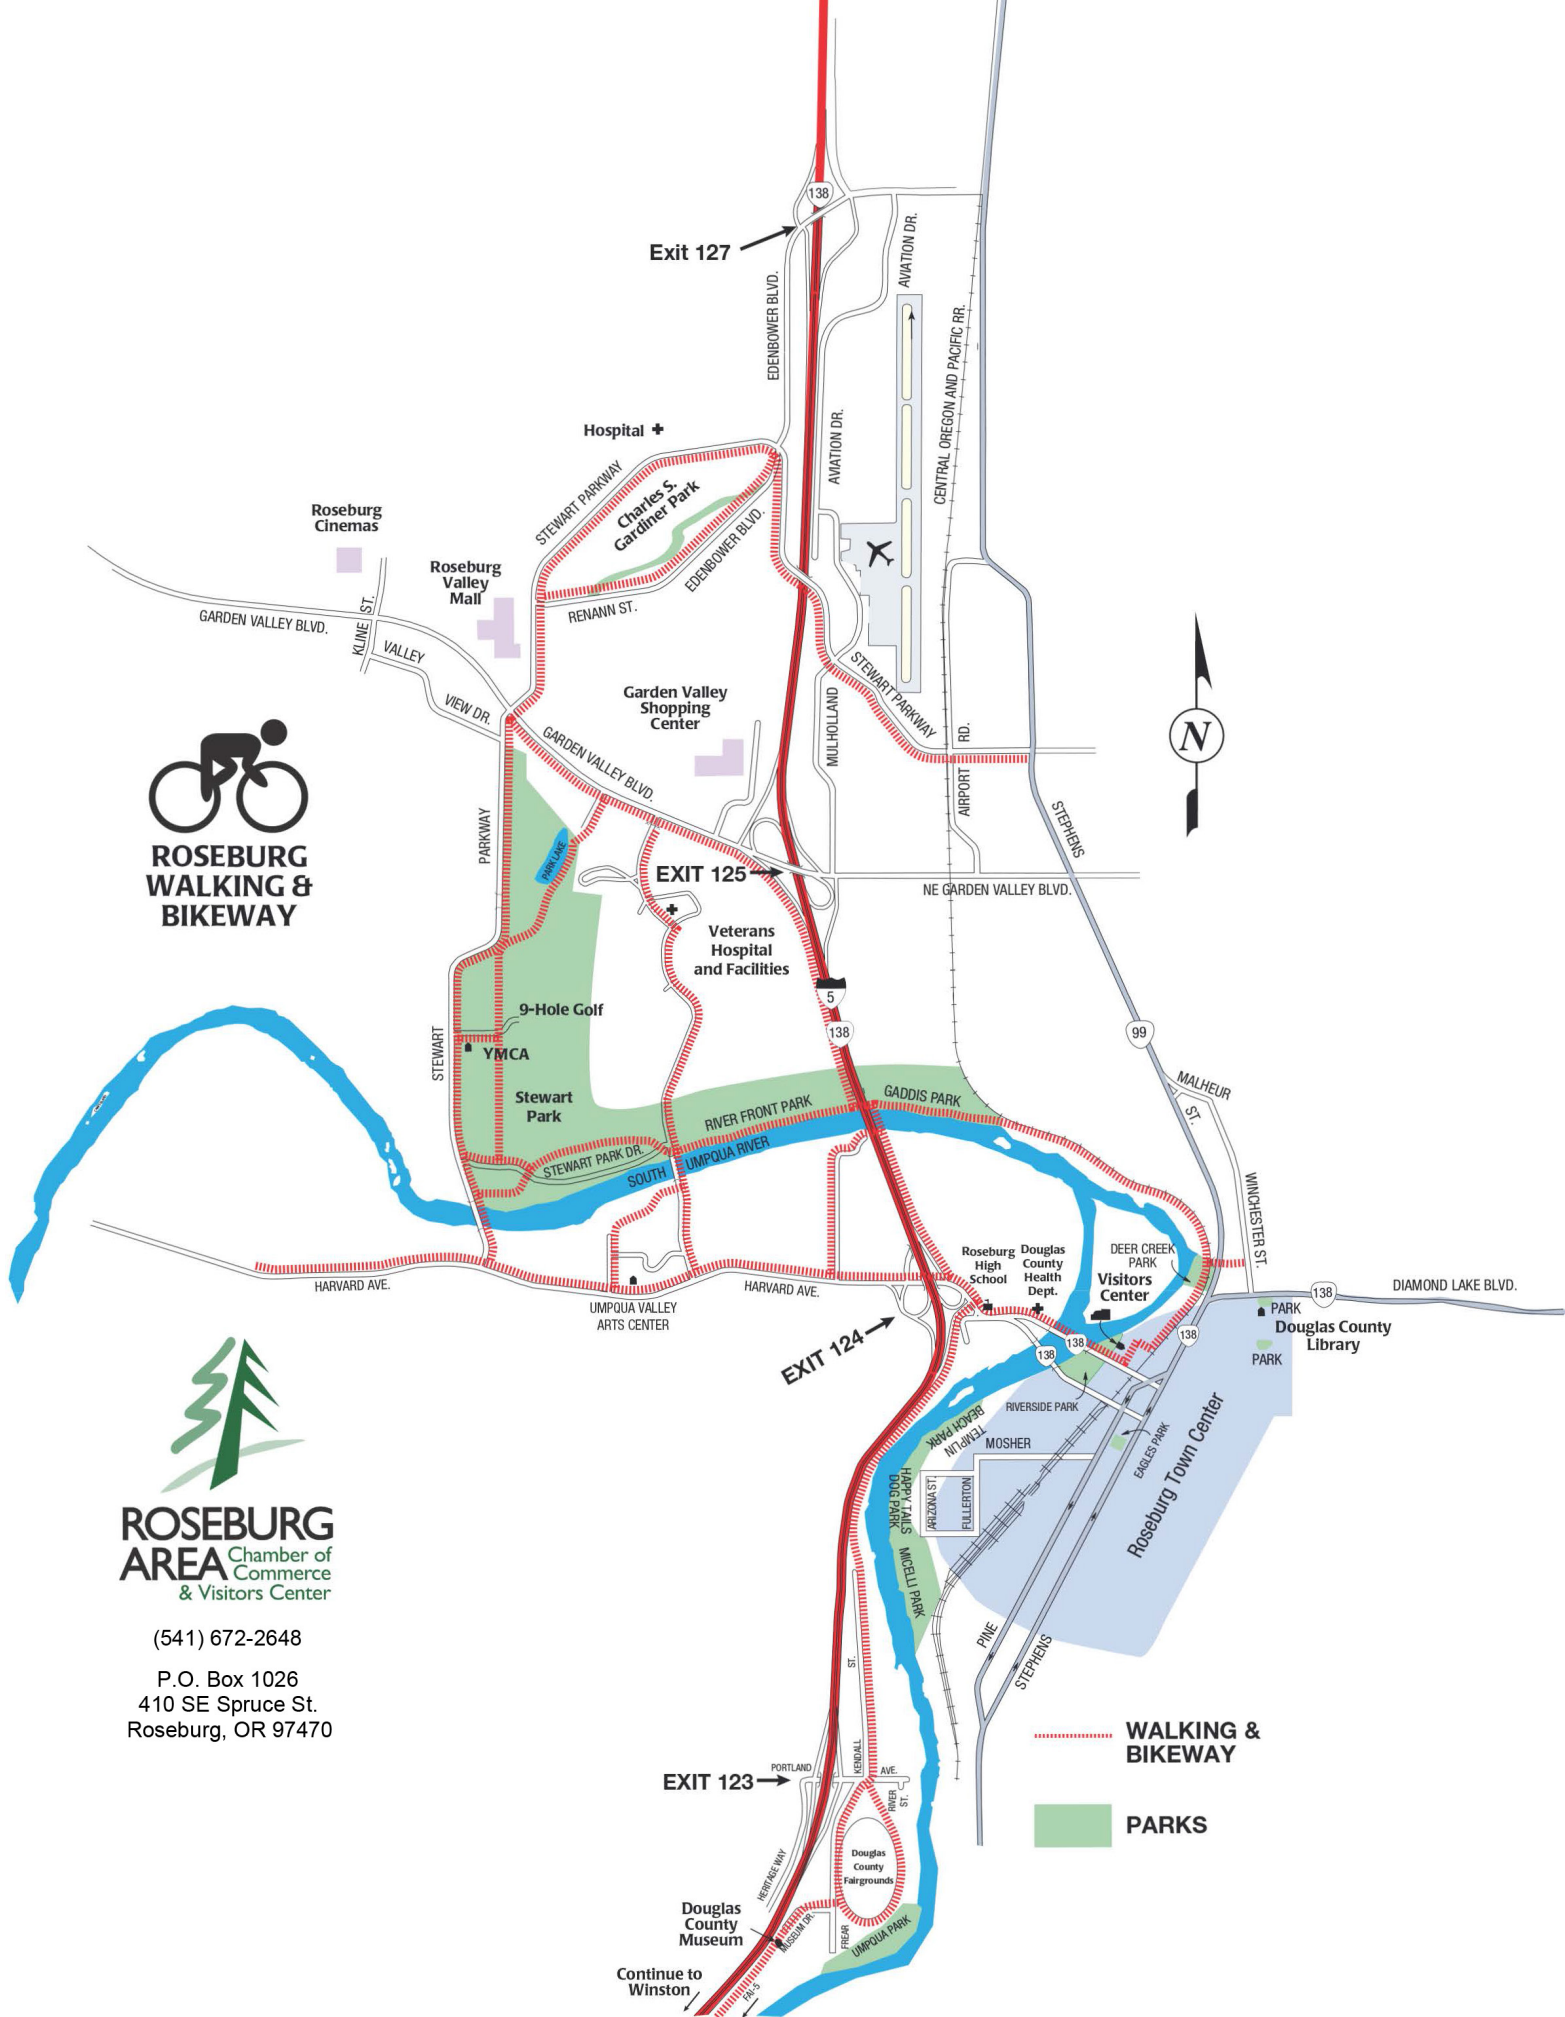 138
Exit 127
AVIATION DR.
EDENBOWER BLVD.
CENTRAL OREGON AND PACIFIC RR.
AVIATION DR.
Hospital
STEWART PARKWAY
Charles S.
Gardiner Park
EDENBOWER BLVD.
RENANN ST.
Roseburg
Cinemas
Roseburg
Valley
Mall
GARDEN VALLEY BLVD.
KLINE ST.
VALLEY
VIEW DR.
Garden Valley
Shopping
Center
GARDEN VALLEY BLVD.
MULHOLLAND
STEWART PARKWAY
AIRPORT RD.
STEPHENS
N
ROSEBURG
WALKING &
BIKEWAY
PARKWAY
PARK LAKE
EXIT 125
NE GARDEN VALLEY BLVD.
Veterans
Hospital
and Facilities
5
138
99
9-Hole Golf
YMCA
STEWART
Stewart
Park
MALHEUR
ST.
RIVER FRONT PARK
GADDIS PARK
STEWART PARK DR.
SOUTH UMPQUA RIVER
WINCHESTER ST.
HARVARD AVE.
UMPQUA VALLEY
ARTS CENTER
HARVARD AVE.
Roseburg
High
School
Douglas
County
Health
Dept.
DEER CREEK
PARK
Visitors
Center
138
DIAMOND LAKE BLVD.
PARK
Douglas County
Library
PARK
138
138
138
EXIT 124
RIVERSIDE PARK
TEMPLIN
BEACH PARK
MOSHER
EAGLES PARK
Roseburg Town Center
HAPPY TAILS
DOG PARK
ARIZONA ST.
FULLERTON
MICELLI PARK
PINE
STEPHENS
ROSEBURG
AREA Chamber of
Commerce
& Visitors Center
(541) 672-2648
P.O. Box 1026
410 SE Spruce St.
Roseburg, OR 97470
WALKING &
BIKEWAY
PARKS
ST.
KENDALL
PORTLAND
AVE.
EXIT 123
RIVER
ST.
HERITAGE WAY
Douglas
County
Fairgrounds
Douglas
County
Museum
MUSEUM DR.
FREAR
UMPQUA PARK
Continue to
Winston
FAI-5